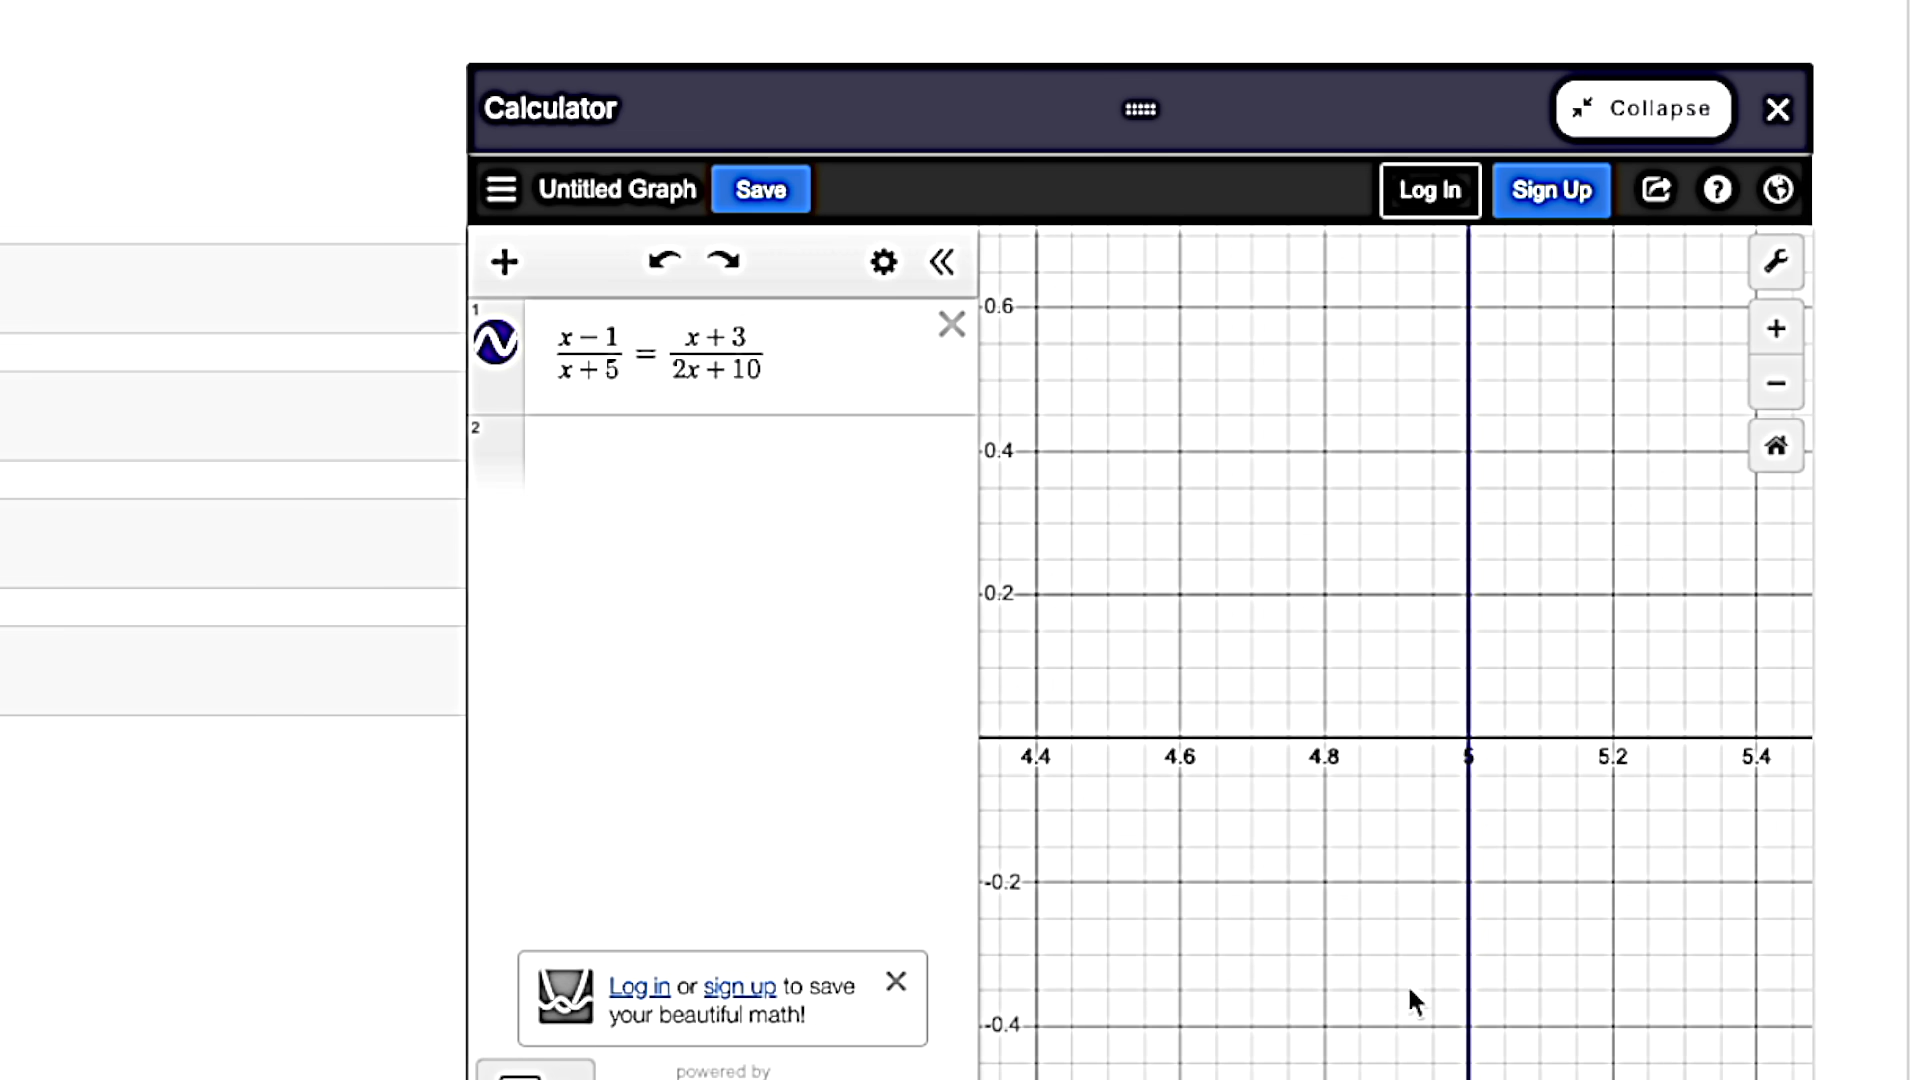 Calculator
Collapse
Untitled Graph Save Log In Sign Up
1
x − 1 / x + 5 = x + 3 / 2x + 10
2
0.6
0.4
0.2
4.4 4.6 4.8 5 5.2 5.4
-0.2
-0.4
Log in or sign up to save
your beautiful math!
powered by